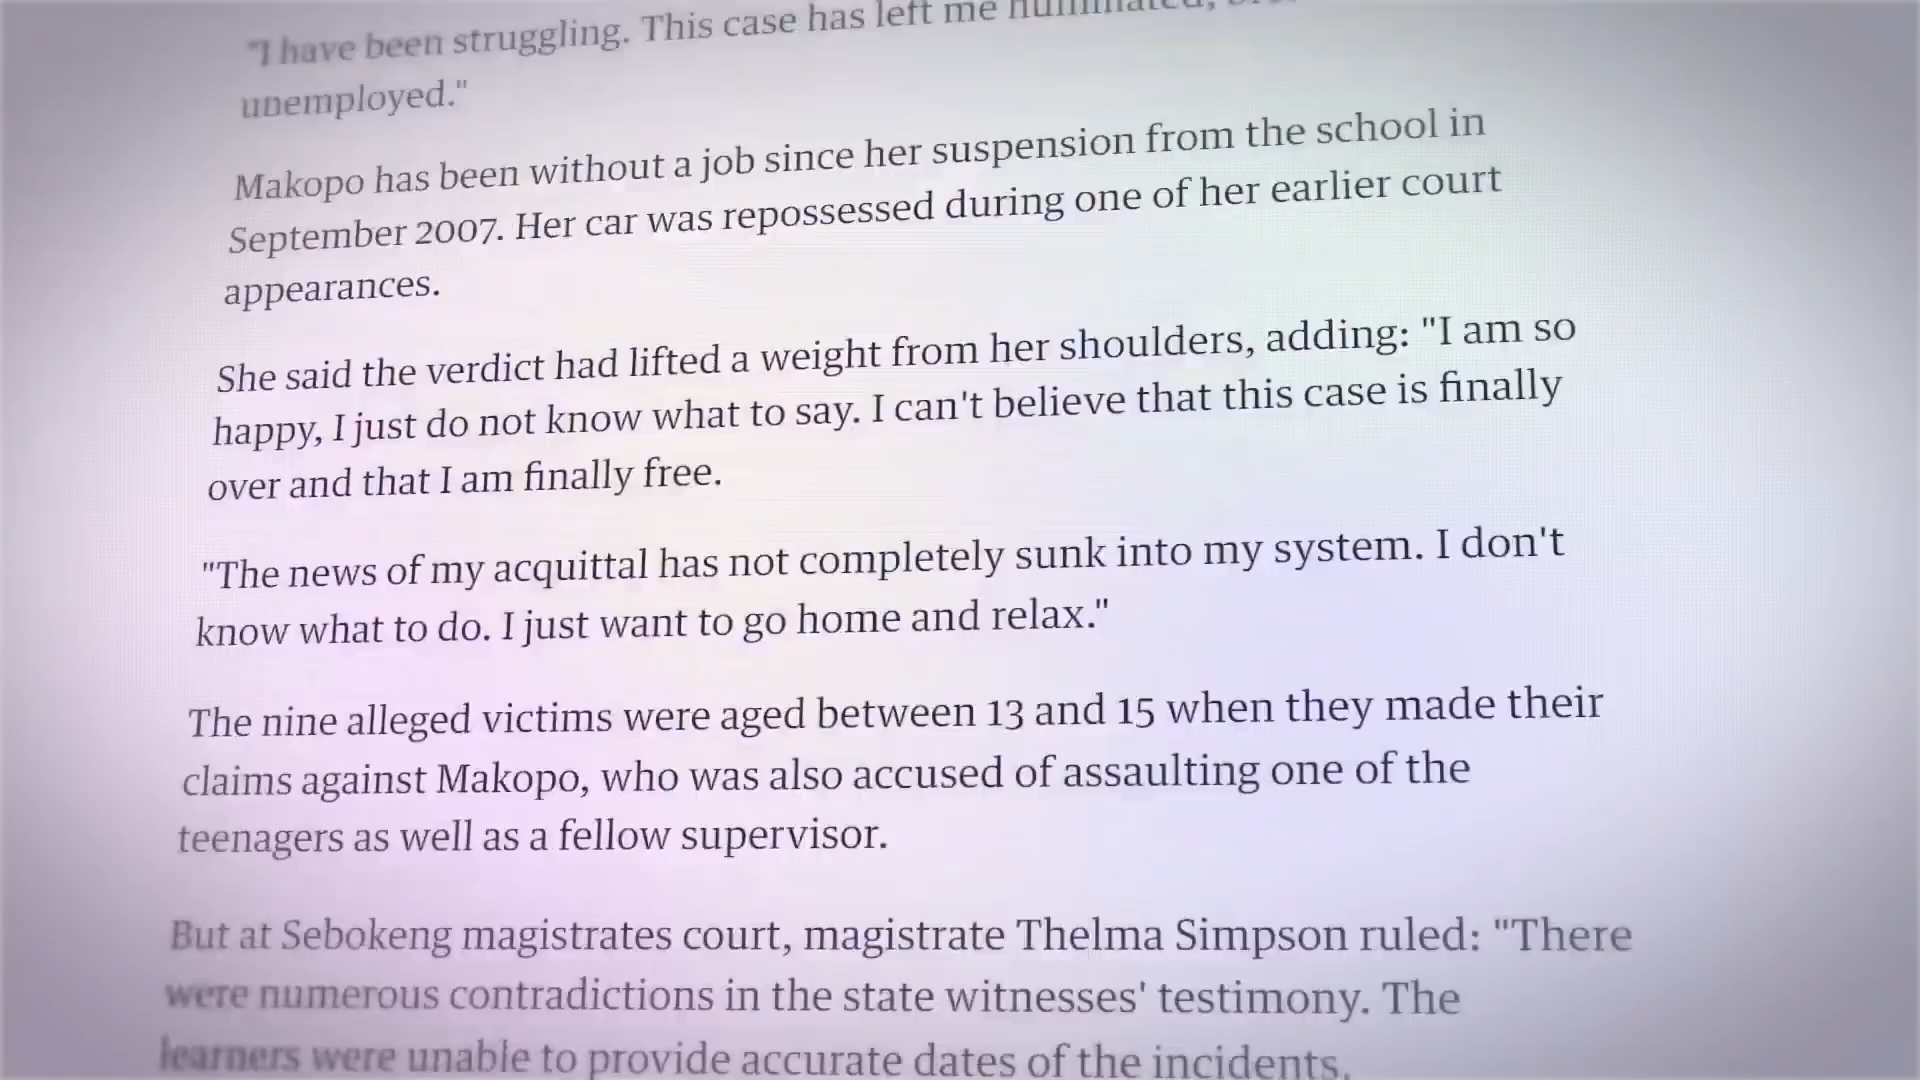 "I have been struggling. This case has left me
unemployed."
Makopo has been without a job since her suspension from the school in
September 2007. Her car was repossessed during one of her earlier court
appearances.
She said the verdict had lifted a weight from her shoulders, adding: "I am so
happy, I just do not know what to say. I can't believe that this case is finally
over and that I am finally free.
"The news of my acquittal has not completely sunk into my system. I don't
know what to do. I just want to go home and relax."
The nine alleged victims were aged between 13 and 15 when they made their
claims against Makopo, who was also accused of assaulting one of the
teenagers as well as a fellow supervisor.
But at Sebokeng magistrates court, magistrate Thelma Simpson ruled: "There
were numerous contradictions in the state witnesses' testimony. The
learners were unable to provide accurate dates of the incidents.